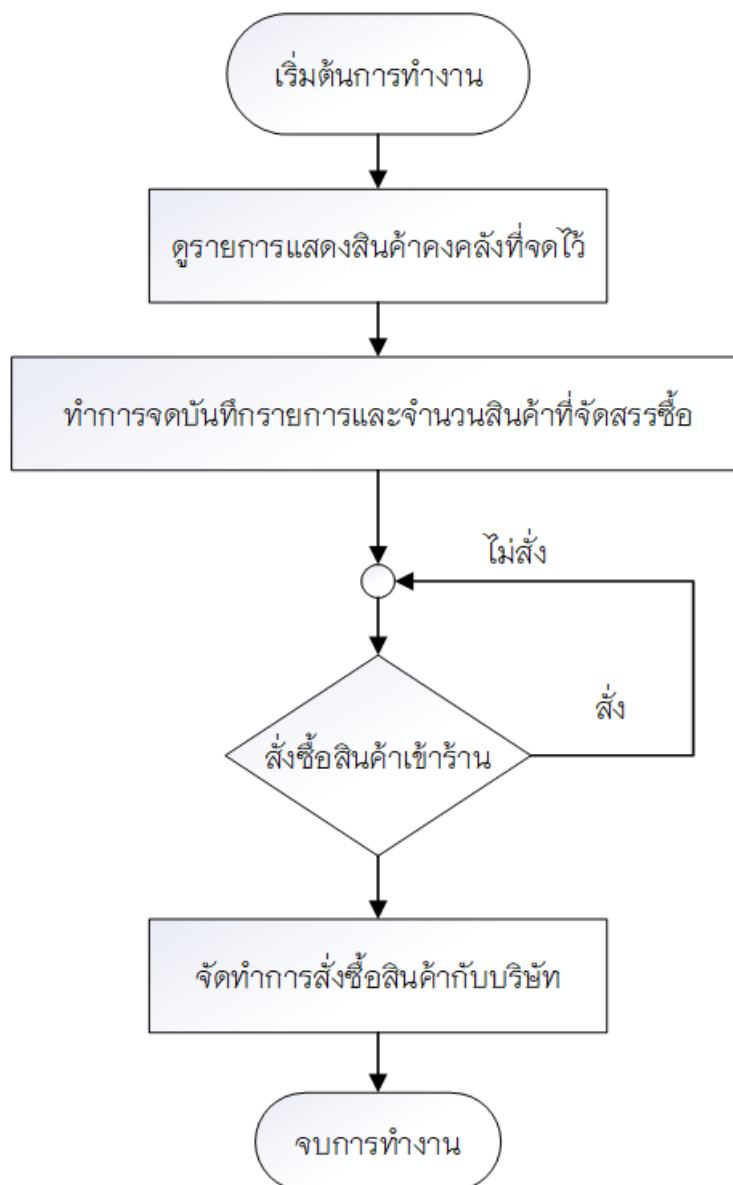 เริ่มต้นการทำงาน
ดูรายการแสดงสินค้าคงคลังที่จดไว้
ทำการจดบันทึกรายการและจำนวนสินค้าที่จัดสรรซื้อ
ไม่สั่ง
สั่ง
สั่งซื้อสินค้าเข้าร้าน
จัดทำการสั่งซื้อสินค้ากับบริษัท
จบการทำงาน